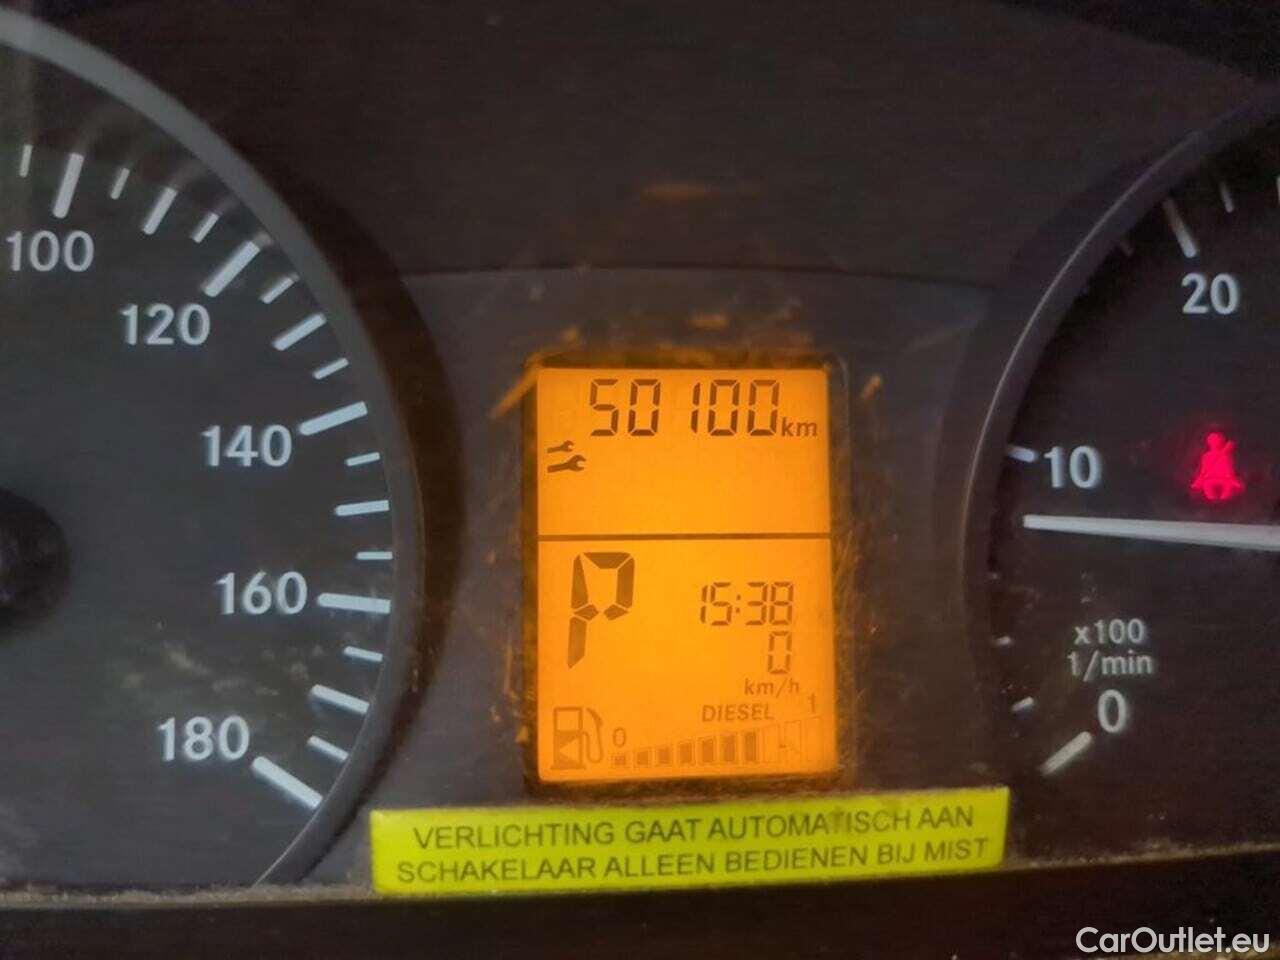 100
120
140
160
180
50100km
P
15:38
0
km/h
DIESEL 1
0
20
10
x100
1/min
0
VERLICHTING GAAT AUTOMATISCH AAN
SCHAKELAAR ALLEEN BEDIENEN BIJ MIST
CarOutlet.eu